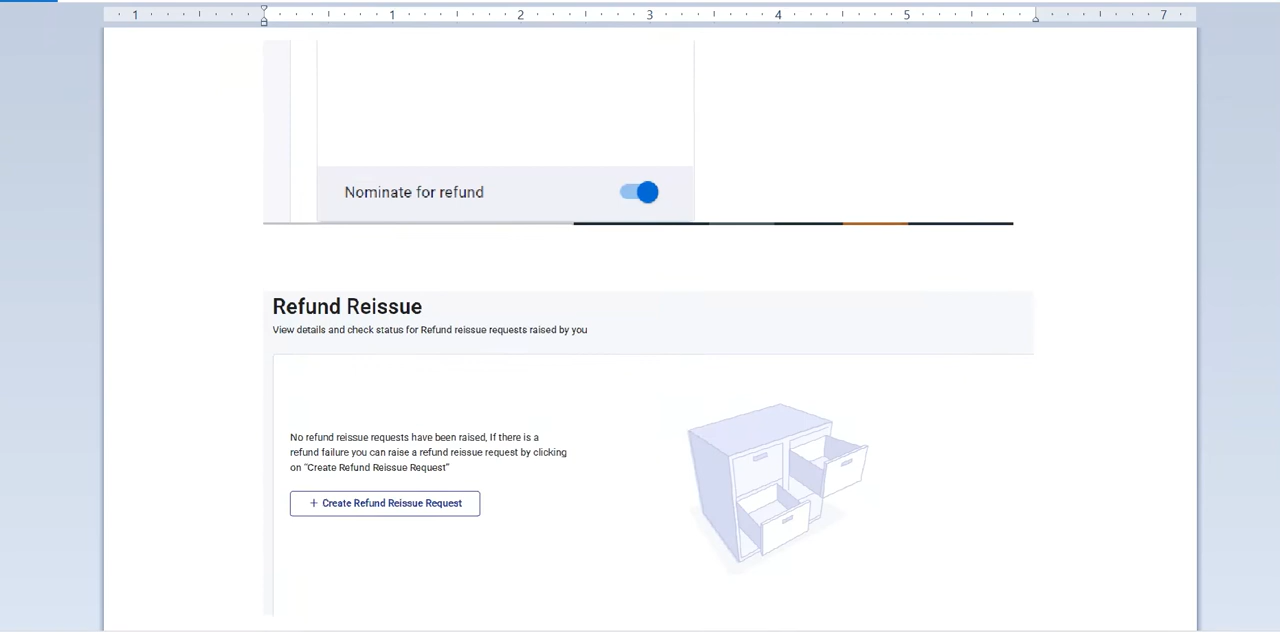 1 1 2 3 4 5 7
Nominate for refund
Refund Reissue
View details and check status for Refund reissue requests raised by you
No refund reissue requests have been raised, If there is a
refund failure you can raise a refund reissue request by clicking
on “Create Refund Reissue Request”
+ Create Refund Reissue Request